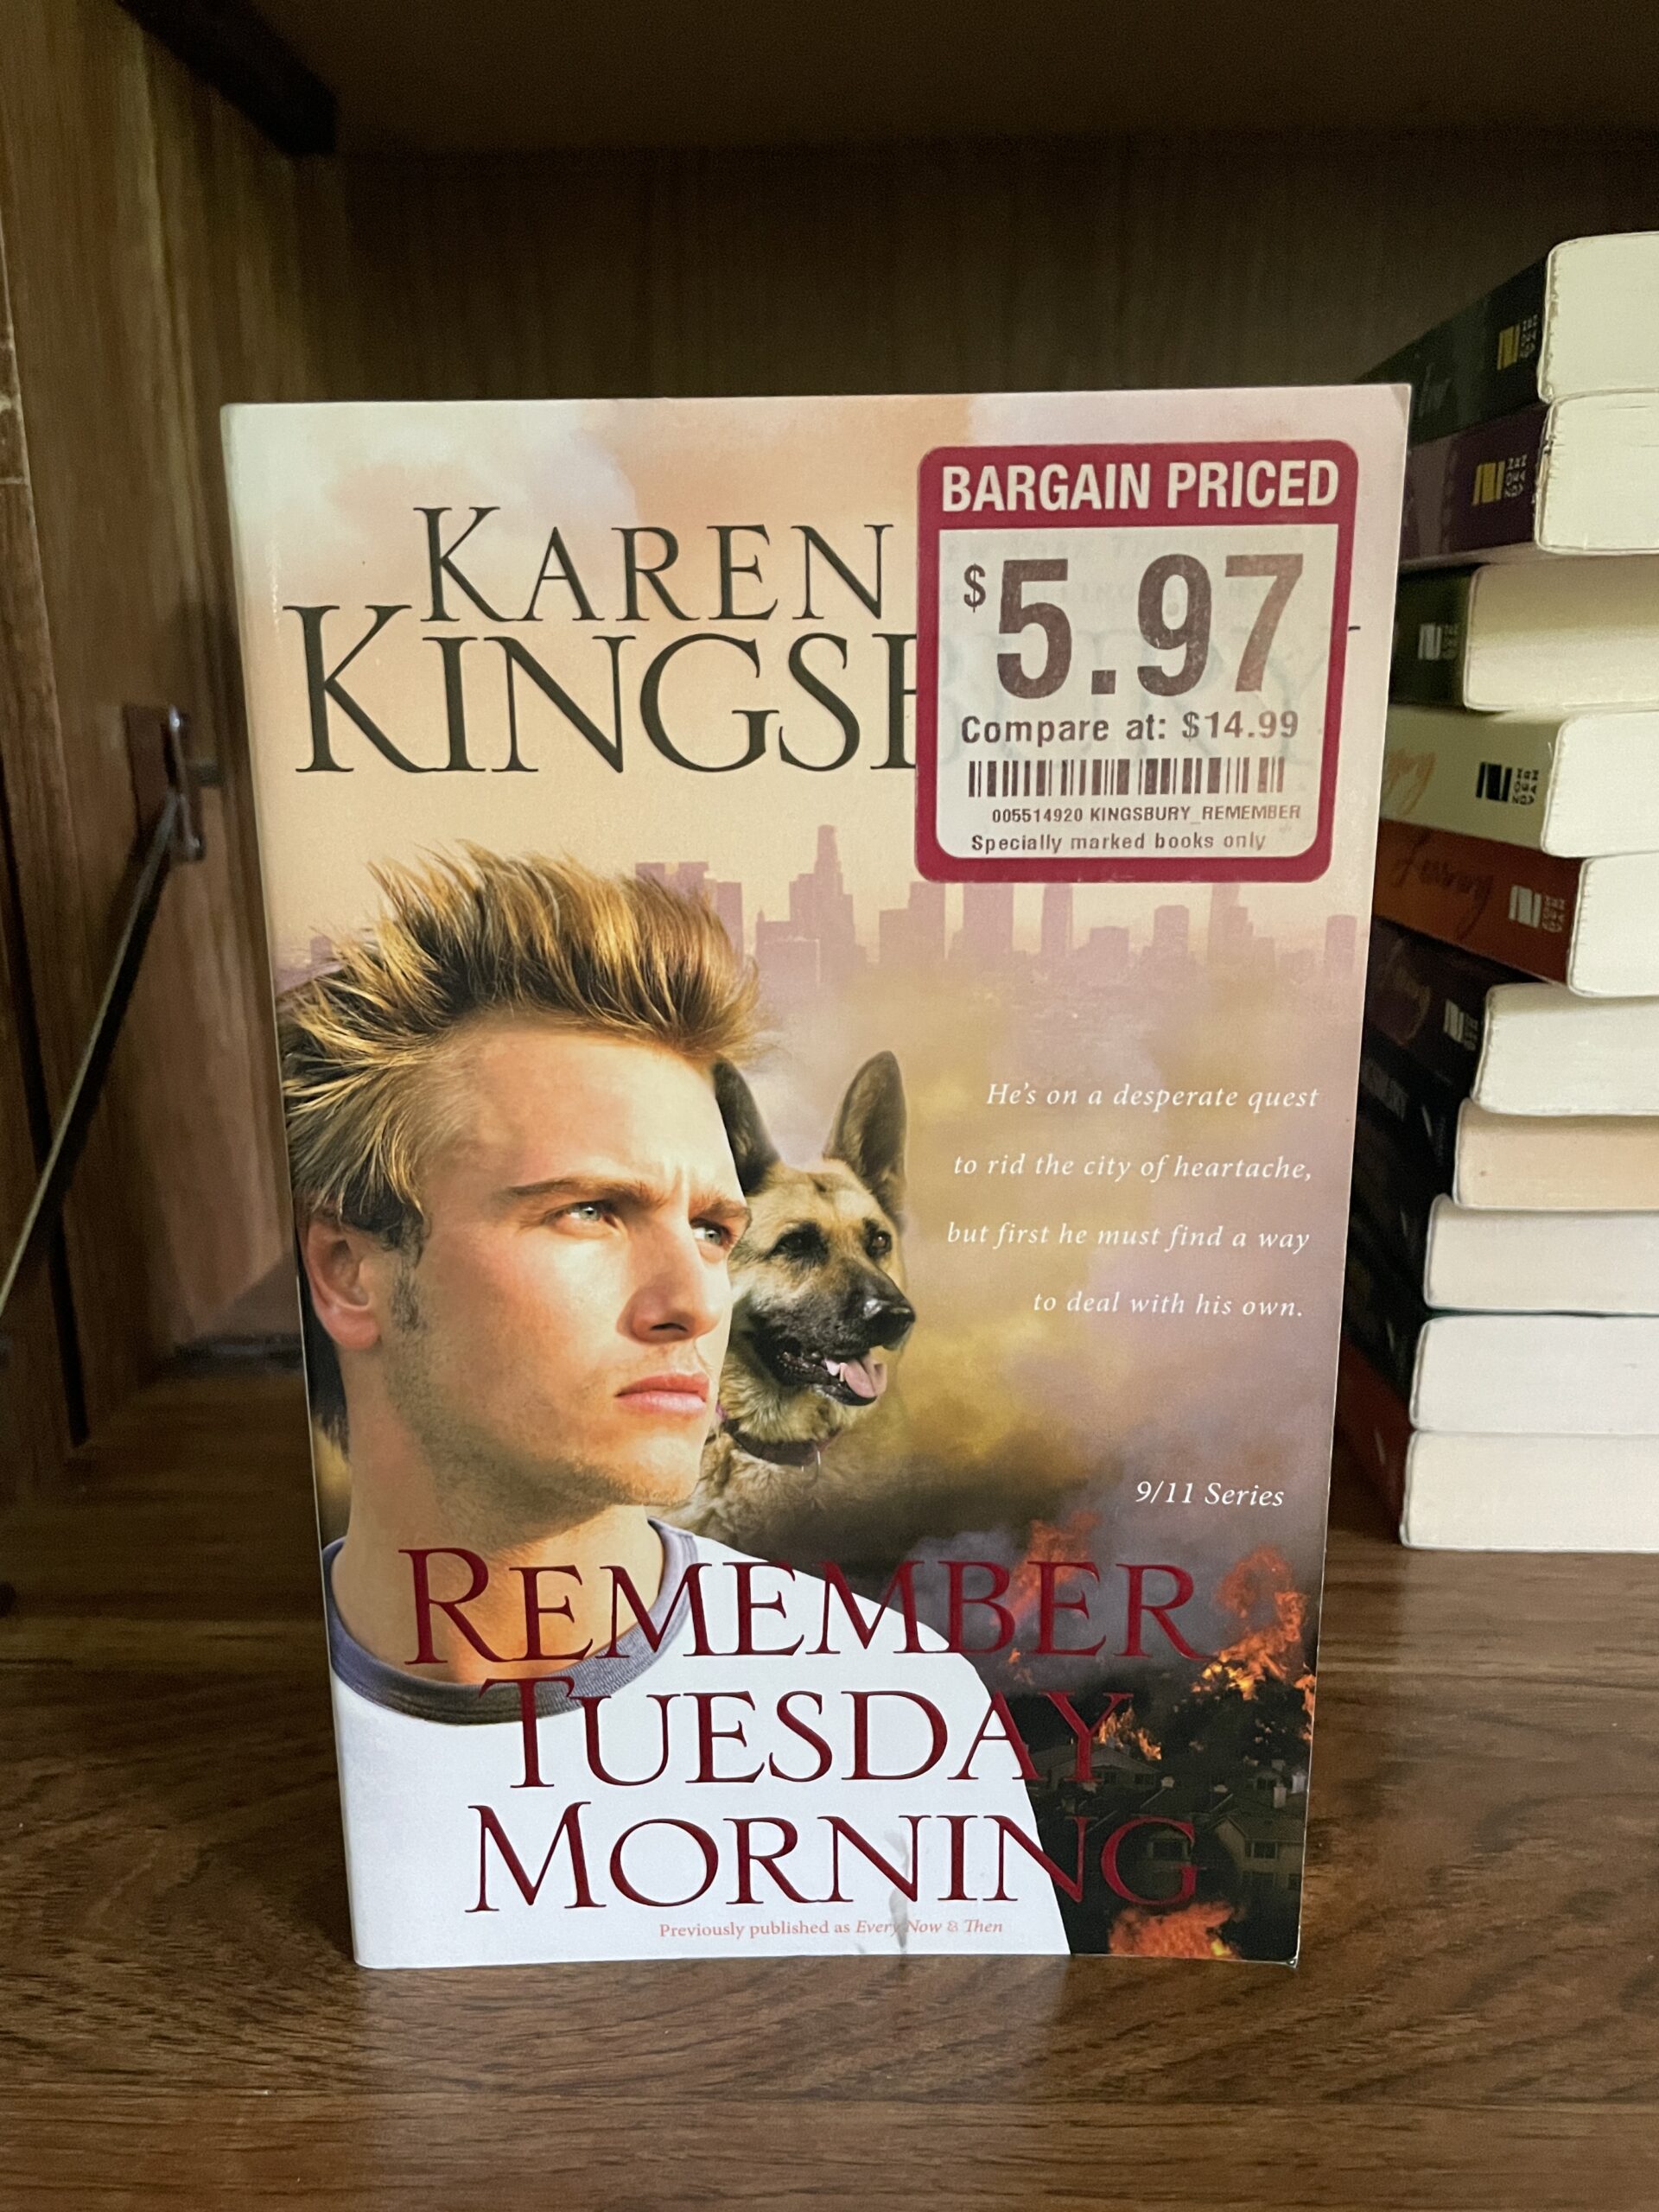 KAREN
KINGSBURY
BARGAIN PRICED
$5.97
Compare at: $14.99
005514920 KINGSBURY_REMEMBER
Specially marked books only
He's on a desperate quest
to rid the city of heartache,
but first he must find a way
to deal with his own.
9/11 Series
REMEMBER
TUESDAY
MORNING
Previously published as Every Now & Then